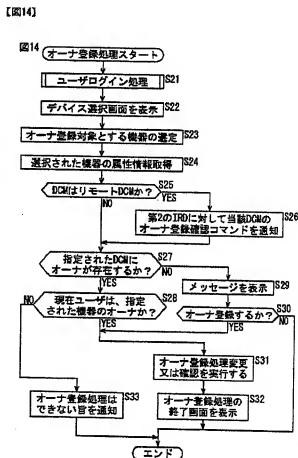 【図14】
図14
オーナ登録処理スタート
ユーザログイン処理
S21
デバイス選択画面を表示
S22
オーナ登録対象とする機器の選定
S23
選択された機器の属性情報取得
S24
DCMはリモートDCMか?
S25
NO
YES
第2のIRDに対して当該DCMの
オーナ登録確認コマンドを通知
S26
指定されたDCMに
オーナが存在するか?
S27
NO
YES
メッセージを表示
S29
現在ユーザは、指定
された機器のオーナか?
S28
NO
YES
オーナ登録するか?
S30
NO
YES
オーナ登録処理変更
又は確認を実行する
S31
オーナ登録処理は
できない旨を通知
S33
オーナ登録処理の
終了画面を表示
S32
エンド